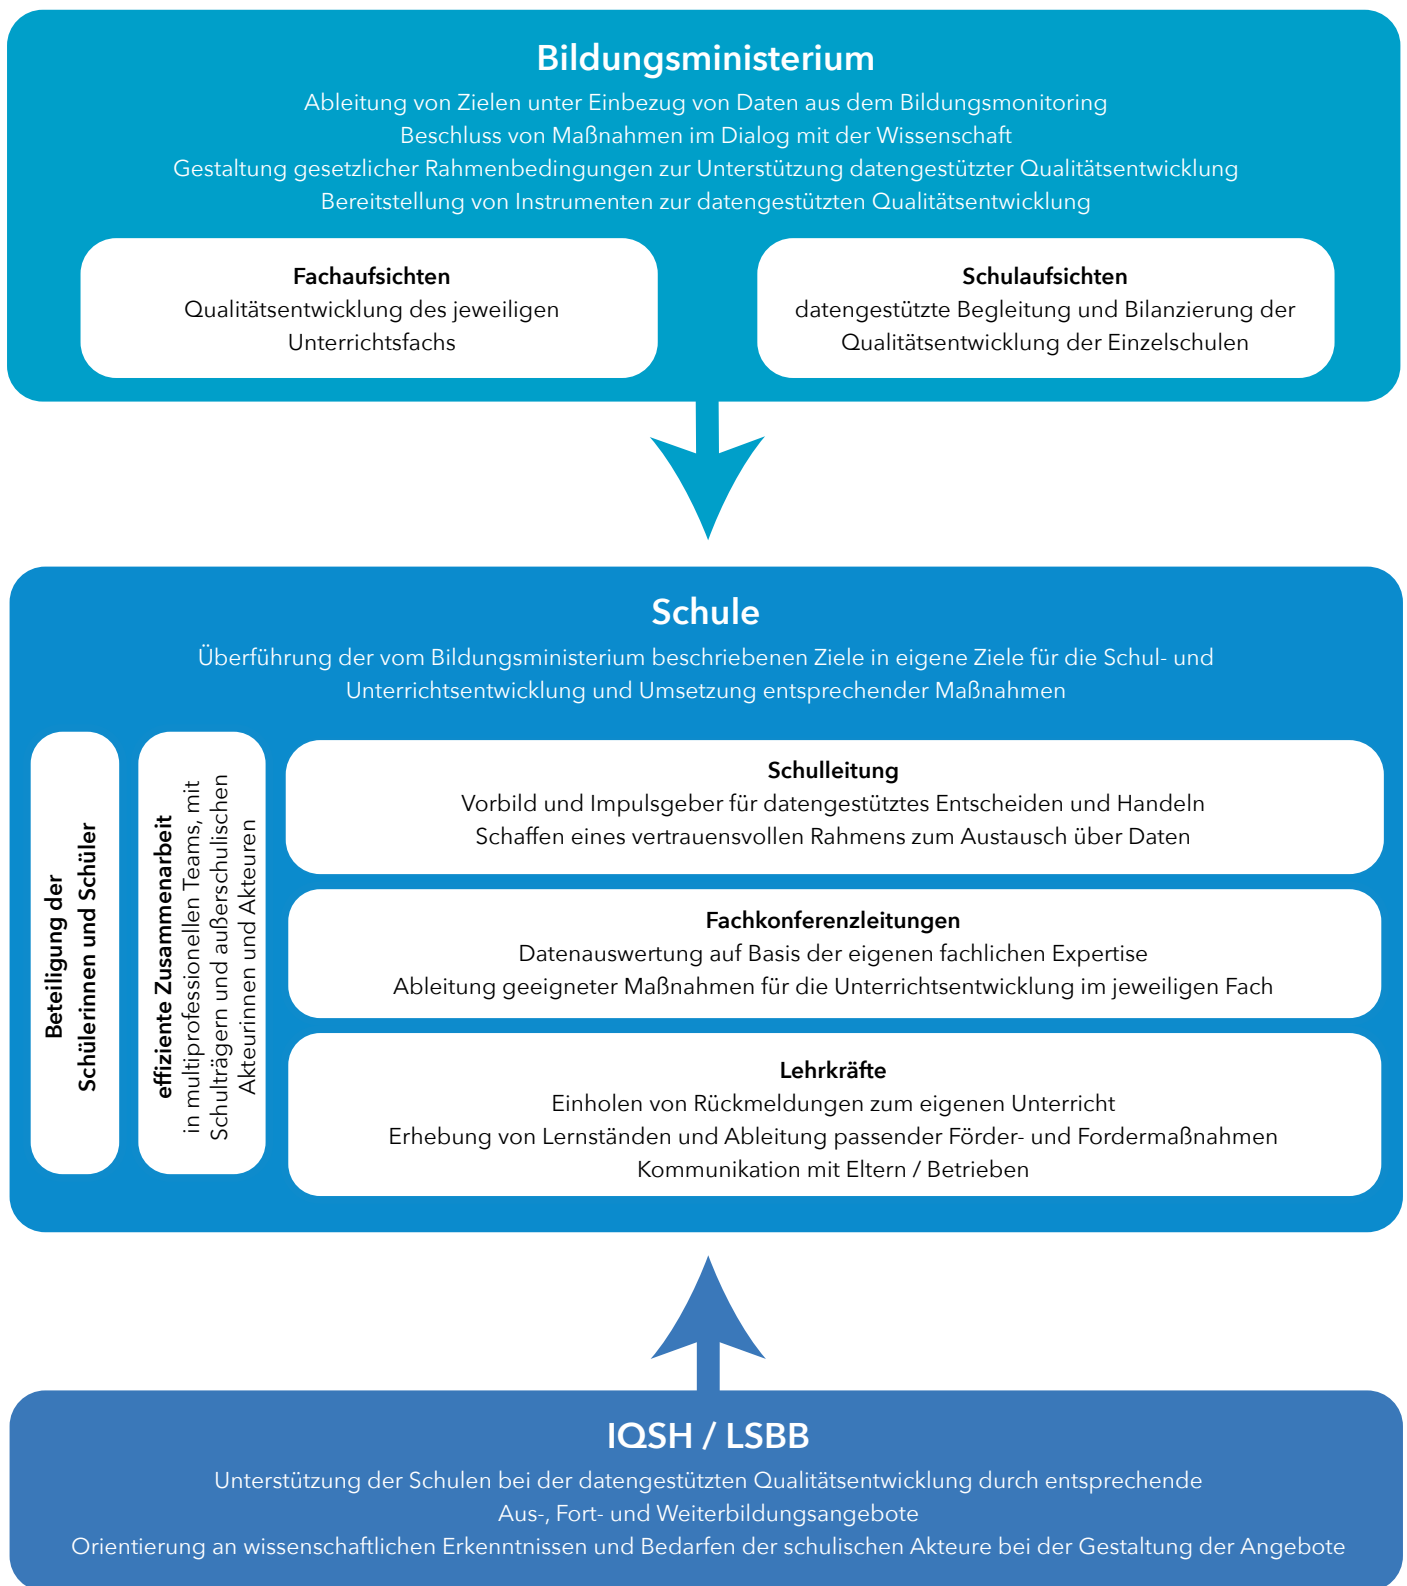 Bildungsministerium
Ableitung von Zielen unter Einbezug von Daten aus dem Bildungsmonitoring
Beschluss von Maßnahmen im Dialog mit der Wissenschaft
Gestaltung gesetzlicher Rahmenbedingungen zur Unterstützung datengestützter Qualitätsentwicklung
Bereitstellung von Instrumenten zur datengestützten Qualitätsentwicklung
Fachaufsichten
Qualitätsentwicklung des jeweiligen
Unterrichtsfachs
Schulaufsichten
datengestützte Begleitung und Bilanzierung der
Qualitätsentwicklung der Einzelschulen
Schule
Überführung der vom Bildungsministerium beschriebenen Ziele in eigene Ziele für die Schul- und
Unterrichtsentwicklung und Umsetzung entsprechender Maßnahmen
Beteiligung der
Schülerinnen und Schüler
effiziente Zusammenarbeit
in multiprofessionellen Teams, mit
Schulträgern und außerschulischen
Akteurinnen und Akteuren
Schulleitung
Vorbild und Impulsgeber für datengestütztes Entscheiden und Handeln
Schaffen eines vertrauensvollen Rahmens zum Austausch über Daten
Fachkonferenzleitungen
Datenauswertung auf Basis der eigenen fachlichen Expertise
Ableitung geeigneter Maßnahmen für die Unterrichtsentwicklung im jeweiligen Fach
Lehrkräfte
Einholen von Rückmeldungen zum eigenen Unterricht
Erhebung von Lernständen und Ableitung passender Förder- und Fordermaßnahmen
Kommunikation mit Eltern / Betrieben
IQSH / LSBB
Unterstützung der Schulen bei der datengestützten Qualitätsentwicklung durch entsprechende
Aus-, Fort- und Weiterbildungsangebote
Orientierung an wissenschaftlichen Erkenntnissen und Bedarfen der schulischen Akteure bei der Gestaltung der Angebote